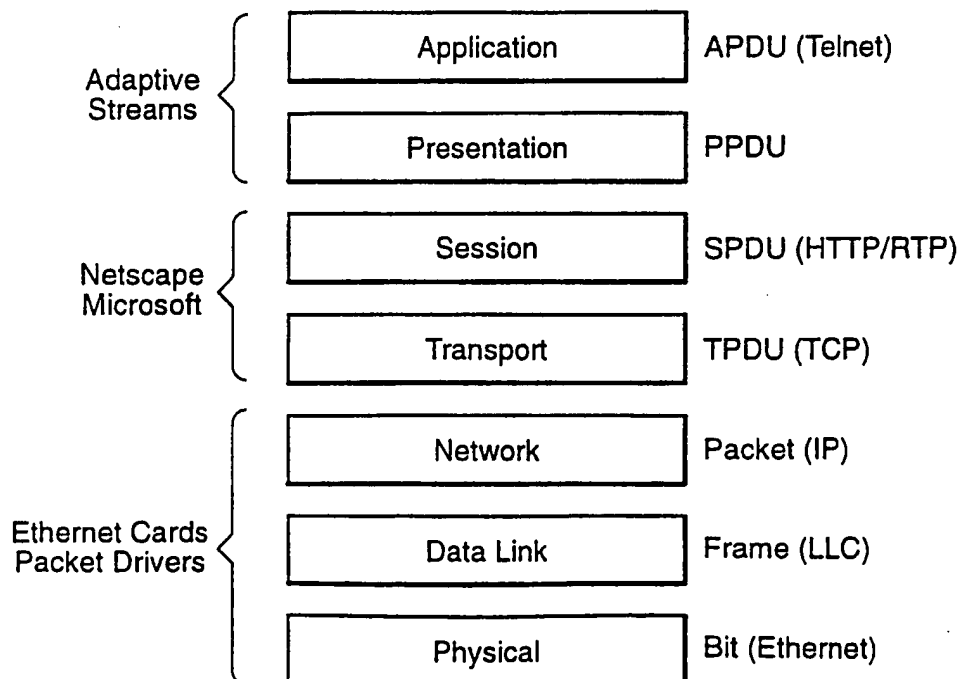 Adaptive
Streams
Application
APDU (Telnet)
Presentation
PPDU
Netscape
Microsoft
Session
SPDU (HTTP/RTP)
Transport
TPDU (TCP)
Ethernet Cards
Packet Drivers
Network
Packet (IP)
Data Link
Frame (LLC)
Physical
Bit (Ethernet)